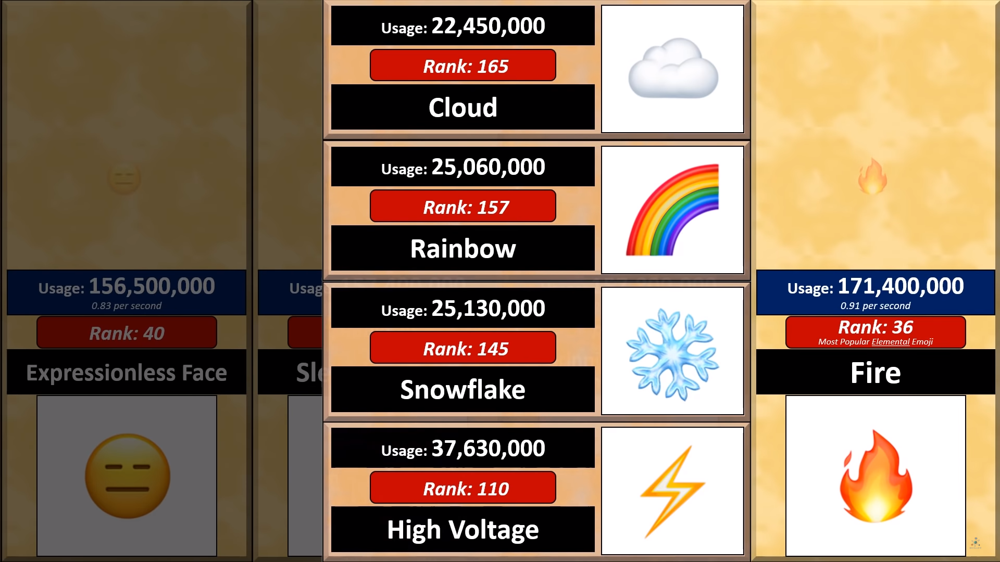 Usage: 156,500,000
0.83 per second
Rank: 40
Expressionless Face
Usage: 22,450,000
Rank: 165
Cloud
Usage: 25,060,000
Rank: 157
Rainbow
Usage: 25,130,000
Rank: 145
Snowflake
Usage: 37,630,000
Rank: 110
High Voltage
Usage: 171,400,000
0.91 per second
Rank: 36
Most Popular Elemental Emoji
Fire